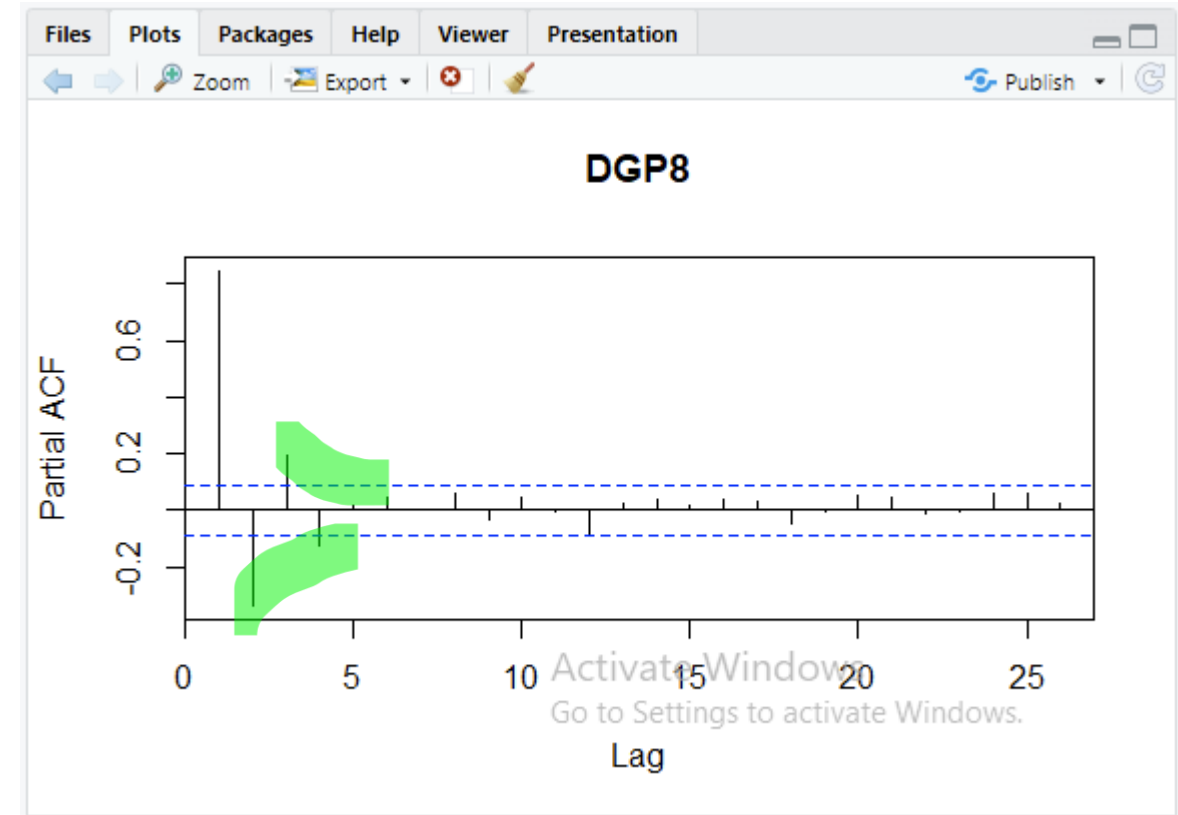 Files Plots Packages Help Viewer Presentation
Zoom Export Publish
DGP8
Partial ACF
0.6
0.2
-0.2
0 5 10 15 20 25
Activate Windows
Go to Settings to activate Windows.
Lag